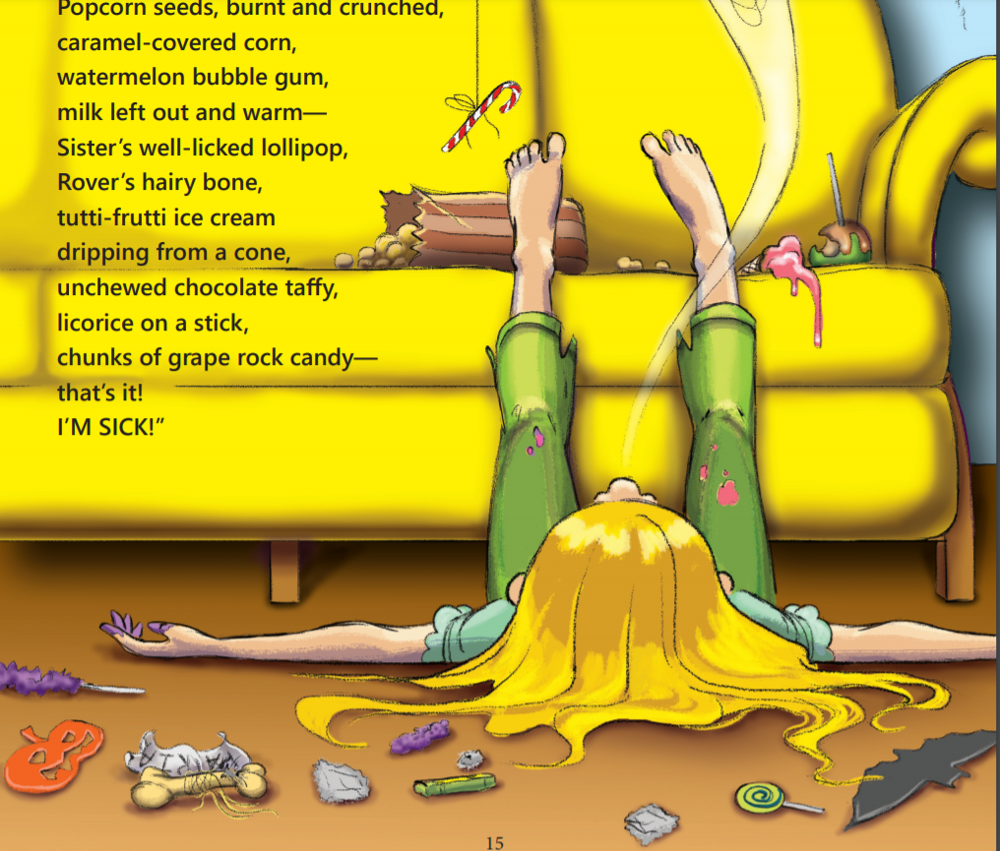 Popcorn seeds, burnt and crunched,
caramel-covered corn,
watermelon bubble gum,
milk left out and warm—
Sister’s well-licked lollipop,
Rover’s hairy bone,
tutti-frutti ice cream
dripping from a cone,
unchewed chocolate taffy,
licorice on a stick,
chunks of grape rock candy—
that’s it!
I’M SICK!”
15